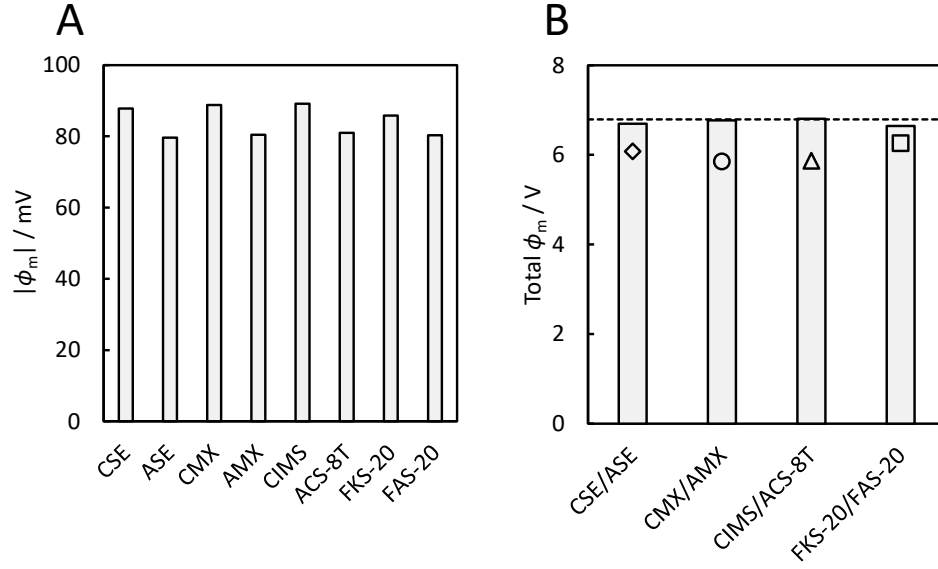 A
|ϕm| / mV
100
80
60
40
20
0
CSE
ASE
CMX
AMX
CIMS
ACS-8T
FKS-20
FAS-20
B
Total ϕm / V
8
6
4
2
0
CSE/ASE
CMX/AMX
CIMS/ACS-8T
FKS-20/FAS-20